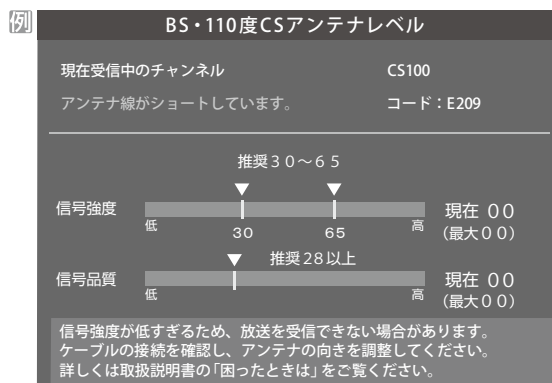 例
BS・110度CSアンテナレベル
現在受信中のチャンネル CS100
アンテナ線がショートしています。 コード：E209
推奨３０～６５
信号強度
低 30 65 高
現在 ００
（最大００）
推奨28以上
信号品質
低 高
現在 ００
（最大００）
信号強度が低すぎるため、放送を受信できない場合があります。
ケーブルの接続を確認し、アンテナの向きを調整してください。
詳しくは取扱説明書の「困ったときは」をご覧ください。